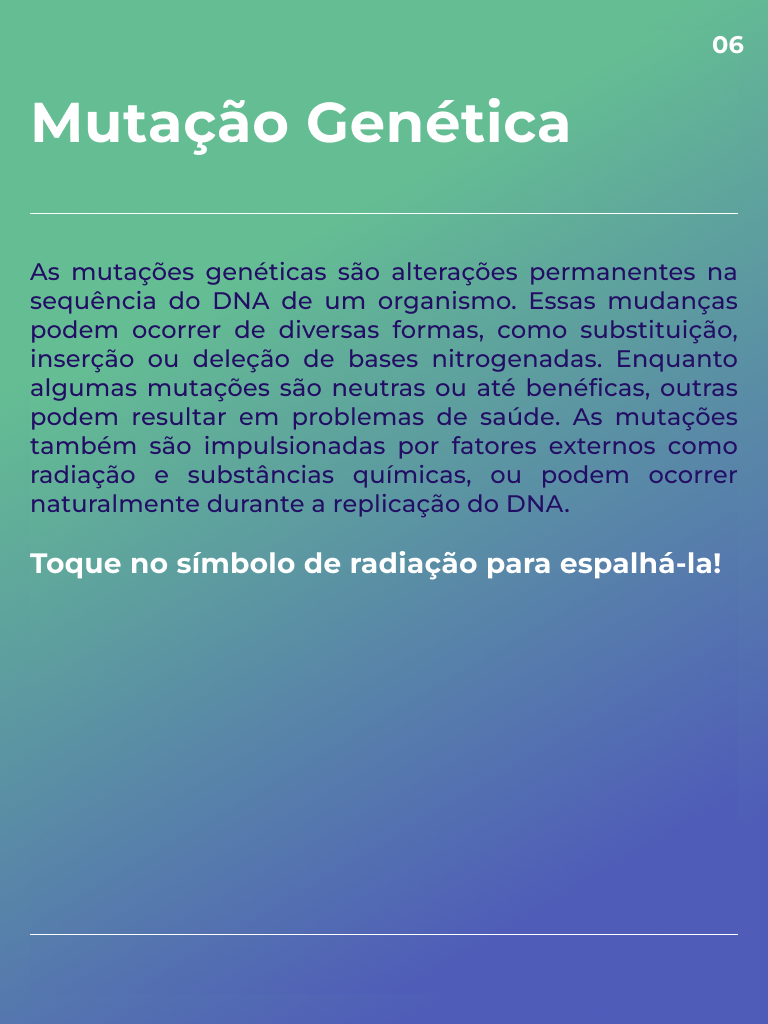 06
Mutação Genética
As mutações genéticas são alterações permanentes na
sequência do DNA de um organismo. Essas mudanças
podem ocorrer de diversas formas, como substituição,
inserção ou deleção de bases nitrogenadas. Enquanto
algumas mutações são neutras ou até benéficas, outras
podem resultar em problemas de saúde. As mutações
também são impulsionadas por fatores externos como
radiação e substâncias químicas, ou podem ocorrer
naturalmente durante a replicação do DNA.
Toque no símbolo de radiação para espalhá-la!